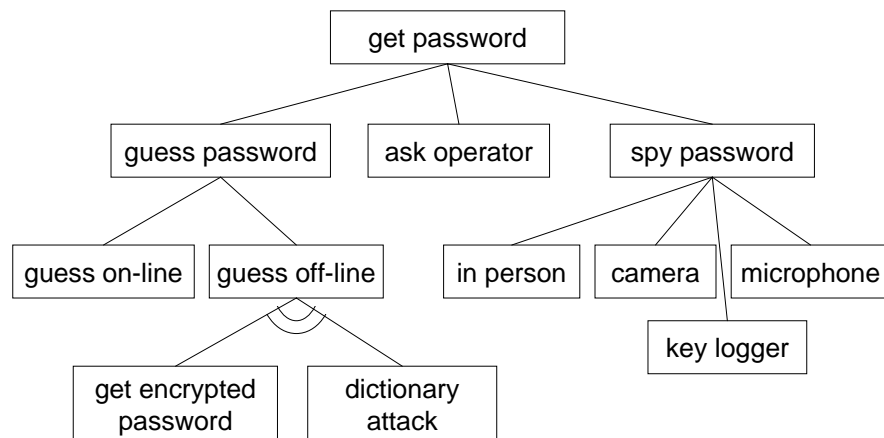 get password
guess password
ask operator
spy password
guess on-line
guess off-line
in person
camera
microphone
key logger
get encrypted
password
dictionary
attack